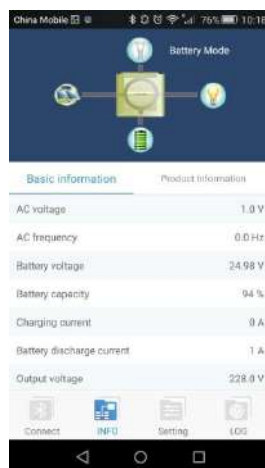 China Mobile 76% 10:18
Battery Mode
Basic information Product Information
AC voltage 1.0 V
AC frequency 0.0 Hz
Battery voltage 24.98 V
Battery capacity 94 %
Charging current 0 A
Battery discharge current 1 A
Output voltage 228.0 V
Connect INFO Setting LOG